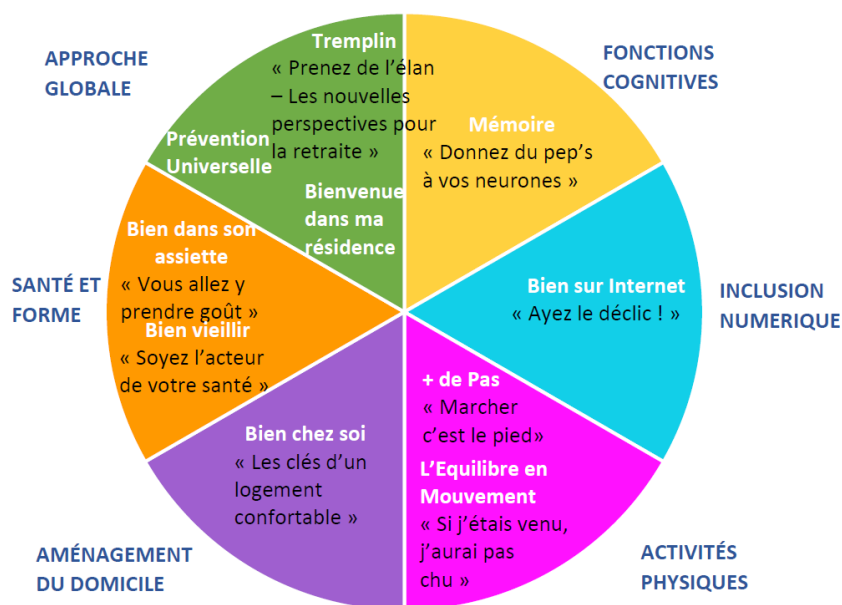 APPROCHE
GLOBALE
Tremplin
« Prenez de l’élan
– Les nouvelles
perspectives pour
la retraite »
Prévention
Universelle
Bienvenue
dans ma
résidence
FONCTIONS
COGNITIVES
Mémoire
« Donnez du pep’s
à vos neurones »
SANTÉ ET
FORME
Bien dans son
assiette
« Vous allez y
prendre goût »
Bien vieillir
« Soyez l’acteur
de votre santé »
Bien sur Internet
« Ayez le déclic ! »
INCLUSION
NUMERIQUE
AMÉNAGEMENT
DU DOMICILE
Bien chez soi
« Les clés d’un
logement
confortable »
+ de Pas
« Marcher
c’est le pied»
L’Equilibre en
Mouvement
« Si j’étais venu,
j’aurai pas
chu »
ACTIVITÉS
PHYSIQUES